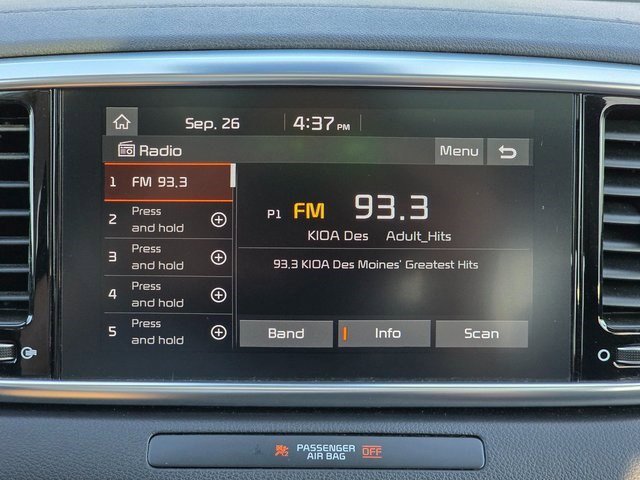 Sep. 26 4:37 PM
Radio Menu
1 FM 93.3
P1 FM 93.3
KIOA Des Adult_Hits
93.3 KIOA Des Moines' Greatest Hits
2 Press and hold
3 Press and hold
4 Press and hold
5 Press and hold
Band Info Scan
PASSENGER
AIR BAG OFF